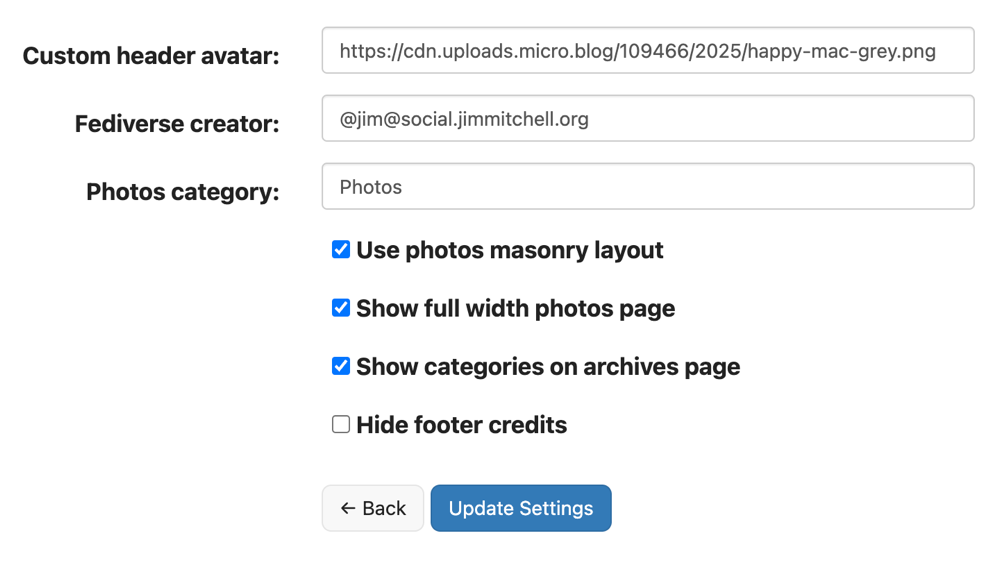 Custom header avatar:
https://cdn.uploads.micro.blog/109466/2025/happy-mac-grey.png
Fediverse creator:
@jim@social.jimmitchell.org
Photos category:
Photos
Use photos masonry layout
Show full width photos page
Show categories on archives page
Hide footer credits
← Back
Update Settings